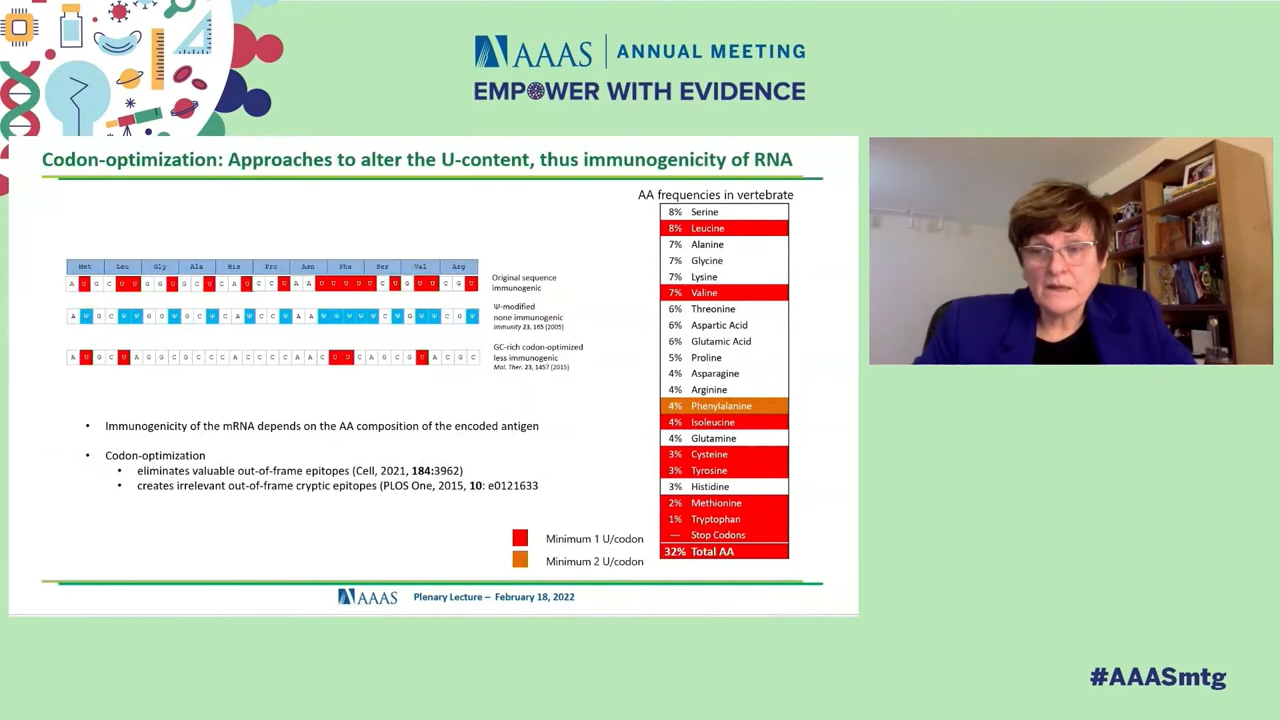 AAAS | ANNUAL MEETING
EMPOWER WITH EVIDENCE
Codon-optimization: Approaches to alter the U-content, thus immunogenicity of RNA
AA frequencies in vertebrate
8% Serine
8% Leucine
7% Alanine
7% Glycine
7% Lysine
7% Valine
6% Threonine
6% Aspartic Acid
6% Glutamic Acid
5% Proline
4% Asparagine
4% Arginine
4% Phenylalanine
4% Isoleucine
4% Glutamine
3% Cysteine
3% Tyrosine
3% Histidine
2% Methionine
1% Tryptophan
--- Stop Codons
32% Total AA
Met Leu Gly Ala His Pro Asn Phe Ser Val Arg
A U G C U U G G U G C U C A U C C U A A U U U U U C U G U U C G U
Original sequence
immunogenic
A Ψ G C Ψ Ψ G G Ψ G C Ψ C A Ψ C C Ψ A A Ψ Ψ Ψ Ψ Ψ C Ψ G Ψ Ψ C G Ψ
Ψ-modified
none immunogenic
Immunity 23, 165 (2005)
A U G C U A G G C G C C C A C C C C A A C U U C A G C G U A C G C
GC-rich codon-optimized
less immunogenic
Mol. Ther. 23, 1457 (2015)
• Immunogenicity of the mRNA depends on the AA composition of the encoded antigen
• Codon-optimization
• eliminates valuable out-of-frame epitopes (Cell, 2021, 184:3962)
• creates irrelevant out-of-frame cryptic epitopes (PLOS One, 2015, 10: e0121633
Minimum 1 U/codon
Minimum 2 U/codon
AAAS Plenary Lecture – February 18, 2022
#AAASmtg